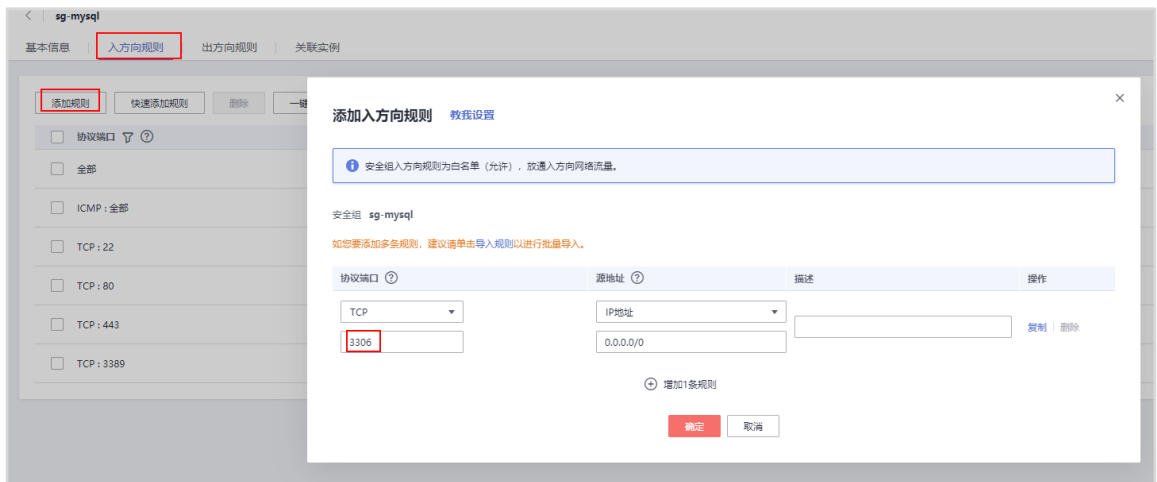 sg-mysql
基本信息 入方向规则 出方向规则 关联实例
添加规则 快速添加规则 删除 一键
协议端口
全部
ICMP : 全部
TCP : 22
TCP : 80
TCP : 443
TCP : 3389
添加入方向规则 教我设置
安全组入方向规则为白名单（允许），放通入方向网络流量。
安全组 sg-mysql
如您要添加多条规则，建议请单击导入规则以进行批量导入。
协议端口 源地址 描述 操作
TCP IP地址
3306 0.0.0.0/0 复制 删除
增加1条规则
确定 取消